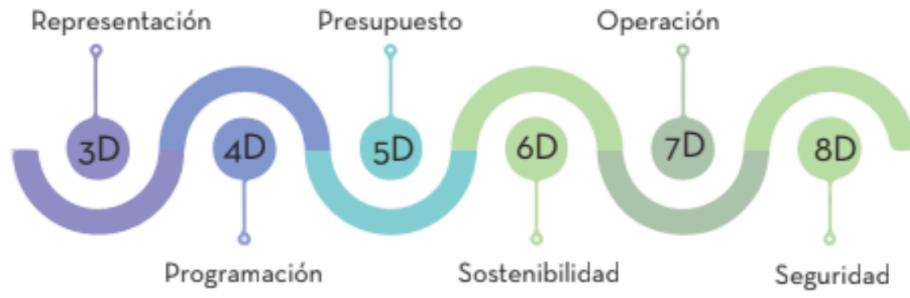 Representación
Presupuesto
Operación
3D
4D
5D
6D
7D
8D
Programación
Sostenibilidad
Seguridad